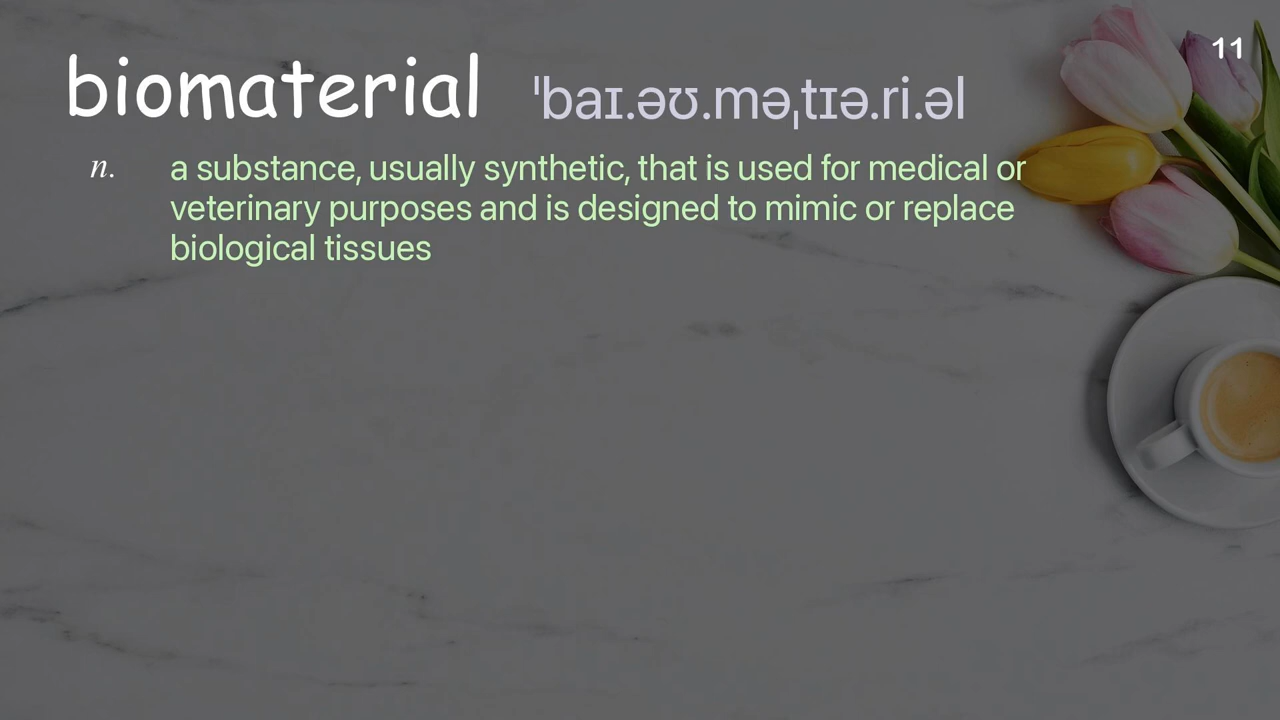 11
biomaterial ˈbaɪ.əʊ.məˌtɪə.ri.əl
n. a substance, usually synthetic, that is used for medical or
veterinary purposes and is designed to mimic or replace
biological tissues